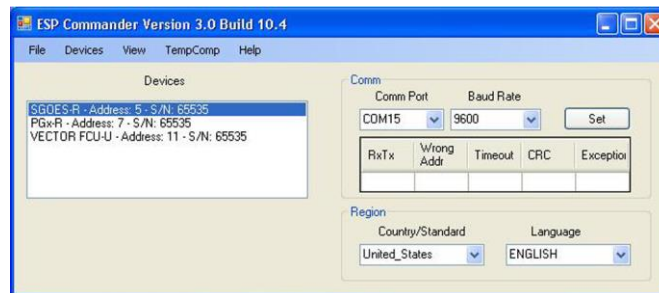 ESP Commander Version 3.0 Build 10.4
File Devices View TempComp Help
Devices
SGOES-R - Address: 5 - S/N: 65535
PGx-R - Address: 7 - S/N: 65535
VECTOR FCU-U - Address: 11 - S/N: 65535
Comm
Comm Port Baud Rate
COM15 9600 Set
RxTx Wrong Addr Timeout CRC Exception
Region
Country/Standard Language
United_States ENGLISH